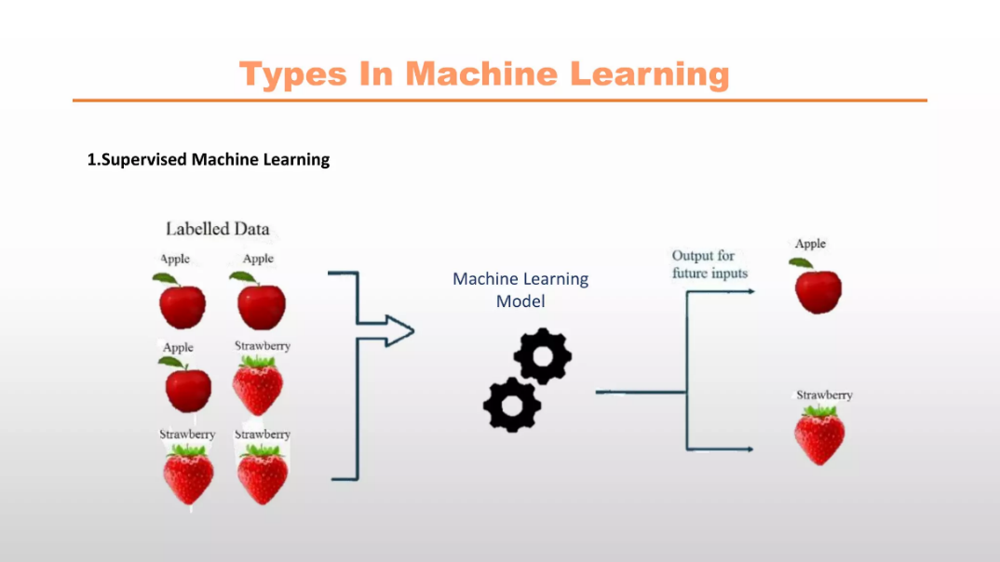 Types In Machine Learning
1.Supervised Machine Learning
Labelled Data
Apple
Apple
Apple
Strawberry
Strawberry
Strawberry
Machine Learning
Model
Output for
future inputs
Apple
Strawberry